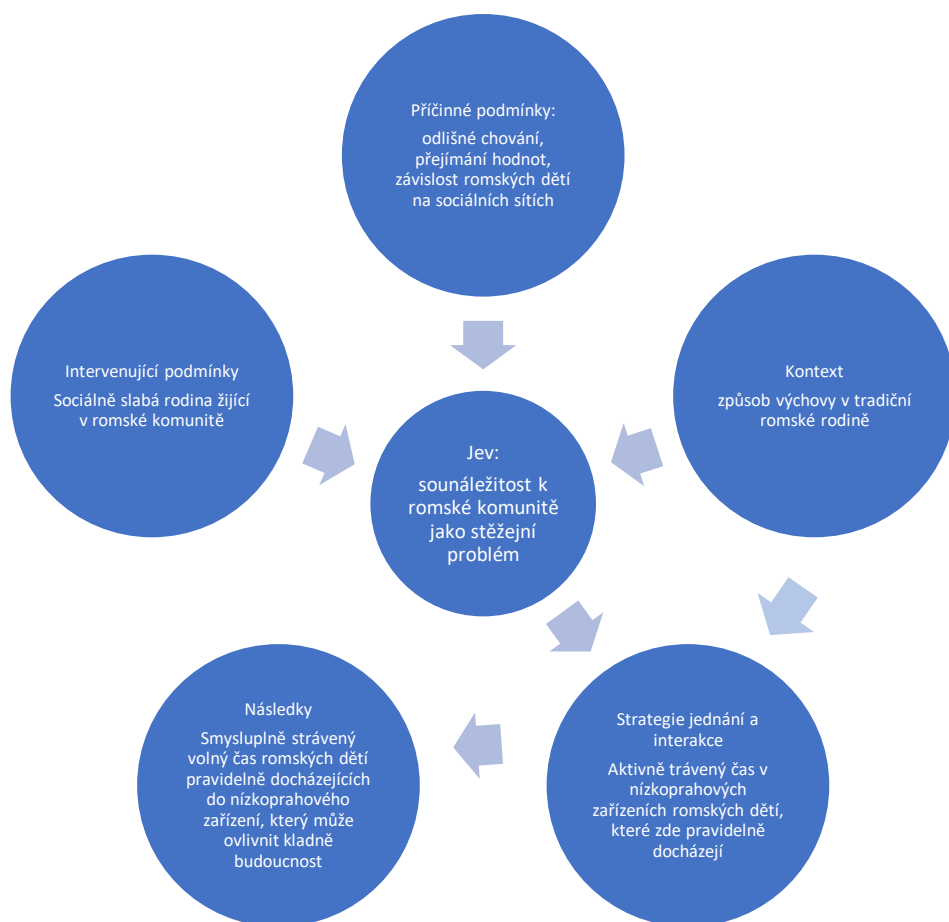 Příčinné podmínky:
odlišné chování,
přejímání hodnot,
závislost romských dětí
na sociálních sítích
Intervenující podmínky
Sociálně slabá rodina žijící
v romské komunitě
Kontext
způsob výchovy v tradiční
romské rodině
Jev:
sounáležitost k
romské komunitě
jako stěžejní
problém
Následky
Smysluplně strávený
volný čas romských dětí
pravidelně docházejících
do nízkoprahového
zařízení, který může
ovlivnit kladně
budoucnost
Strategie jednání a
interakce
Aktivně trávený čas v
nízkoprahových
zařízeních romských dětí,
které zde pravidelně
docházejí